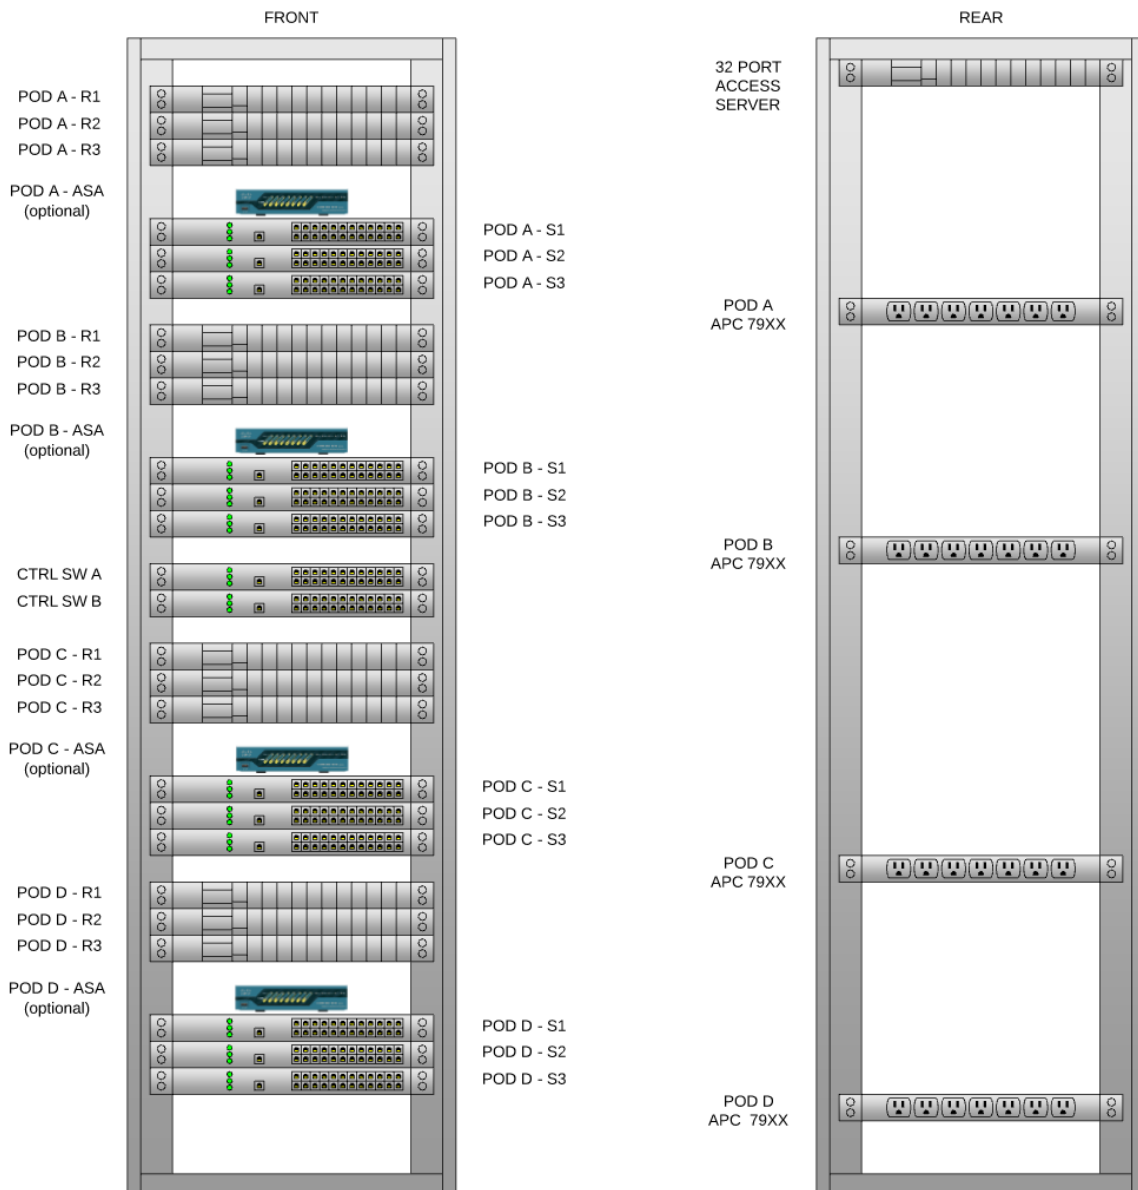 FRONT
POD A - R1
POD A - R2
POD A - R3
POD A - ASA
(optional)
POD A - S1
POD A - S2
POD A - S3
POD B - R1
POD B - R2
POD B - R3
POD B - ASA
(optional)
POD B - S1
POD B - S2
POD B - S3
CTRL SW A
CTRL SW B
POD C - R1
POD C - R2
POD C - R3
POD C - ASA
(optional)
POD C - S1
POD C - S2
POD C - S3
POD D - R1
POD D - R2
POD D - R3
POD D - ASA
(optional)
POD D - S1
POD D - S2
POD D - S3
REAR
32 PORT
ACCESS
SERVER
POD A
APC 79XX
POD B
APC 79XX
POD C
APC 79XX
POD D
APC  79XX